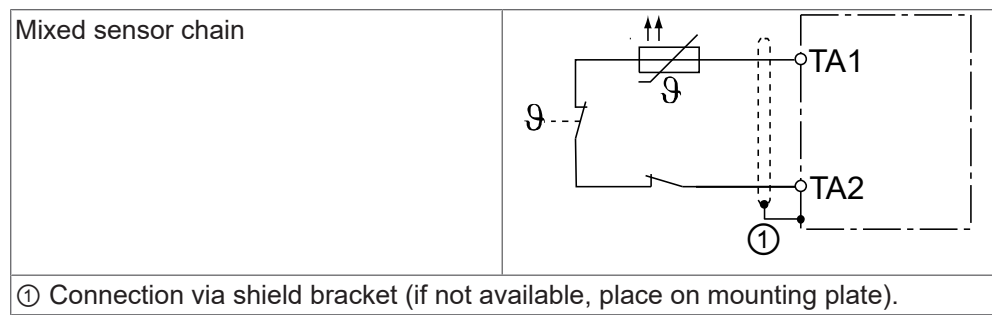 Mixed sensor chain
TA1
ϑ
ϑ
TA2
①
① Connection via shield bracket (if not available, place on mounting plate).